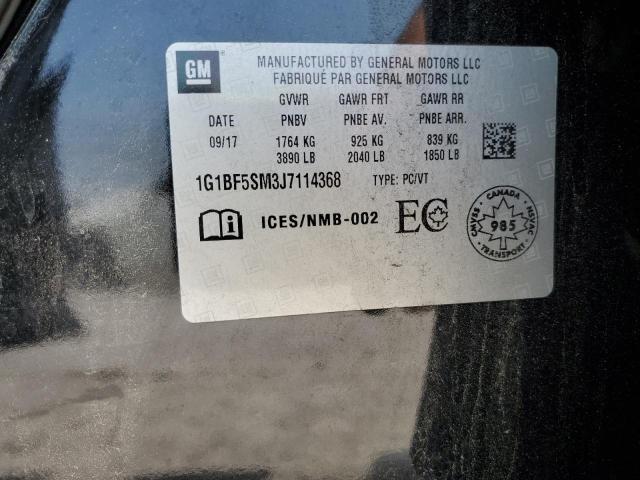 GM
MANUFACTURED BY GENERAL MOTORS LLC
FABRIQUÉ PAR GENERAL MOTORS LLC
GVWR GAWR FRT GAWR RR
DATE PNBV PNBE AV. PNBE ARR.
09/17 1764 KG 925 KG 839 KG
3890 LB 2040 LB 1850 LB
1G1BF5SM3J7114368 TYPE: PC/VT
i ICES/NMB-002 EC
CANADA
CMVSS 985 NSVAC
TRANSPORT